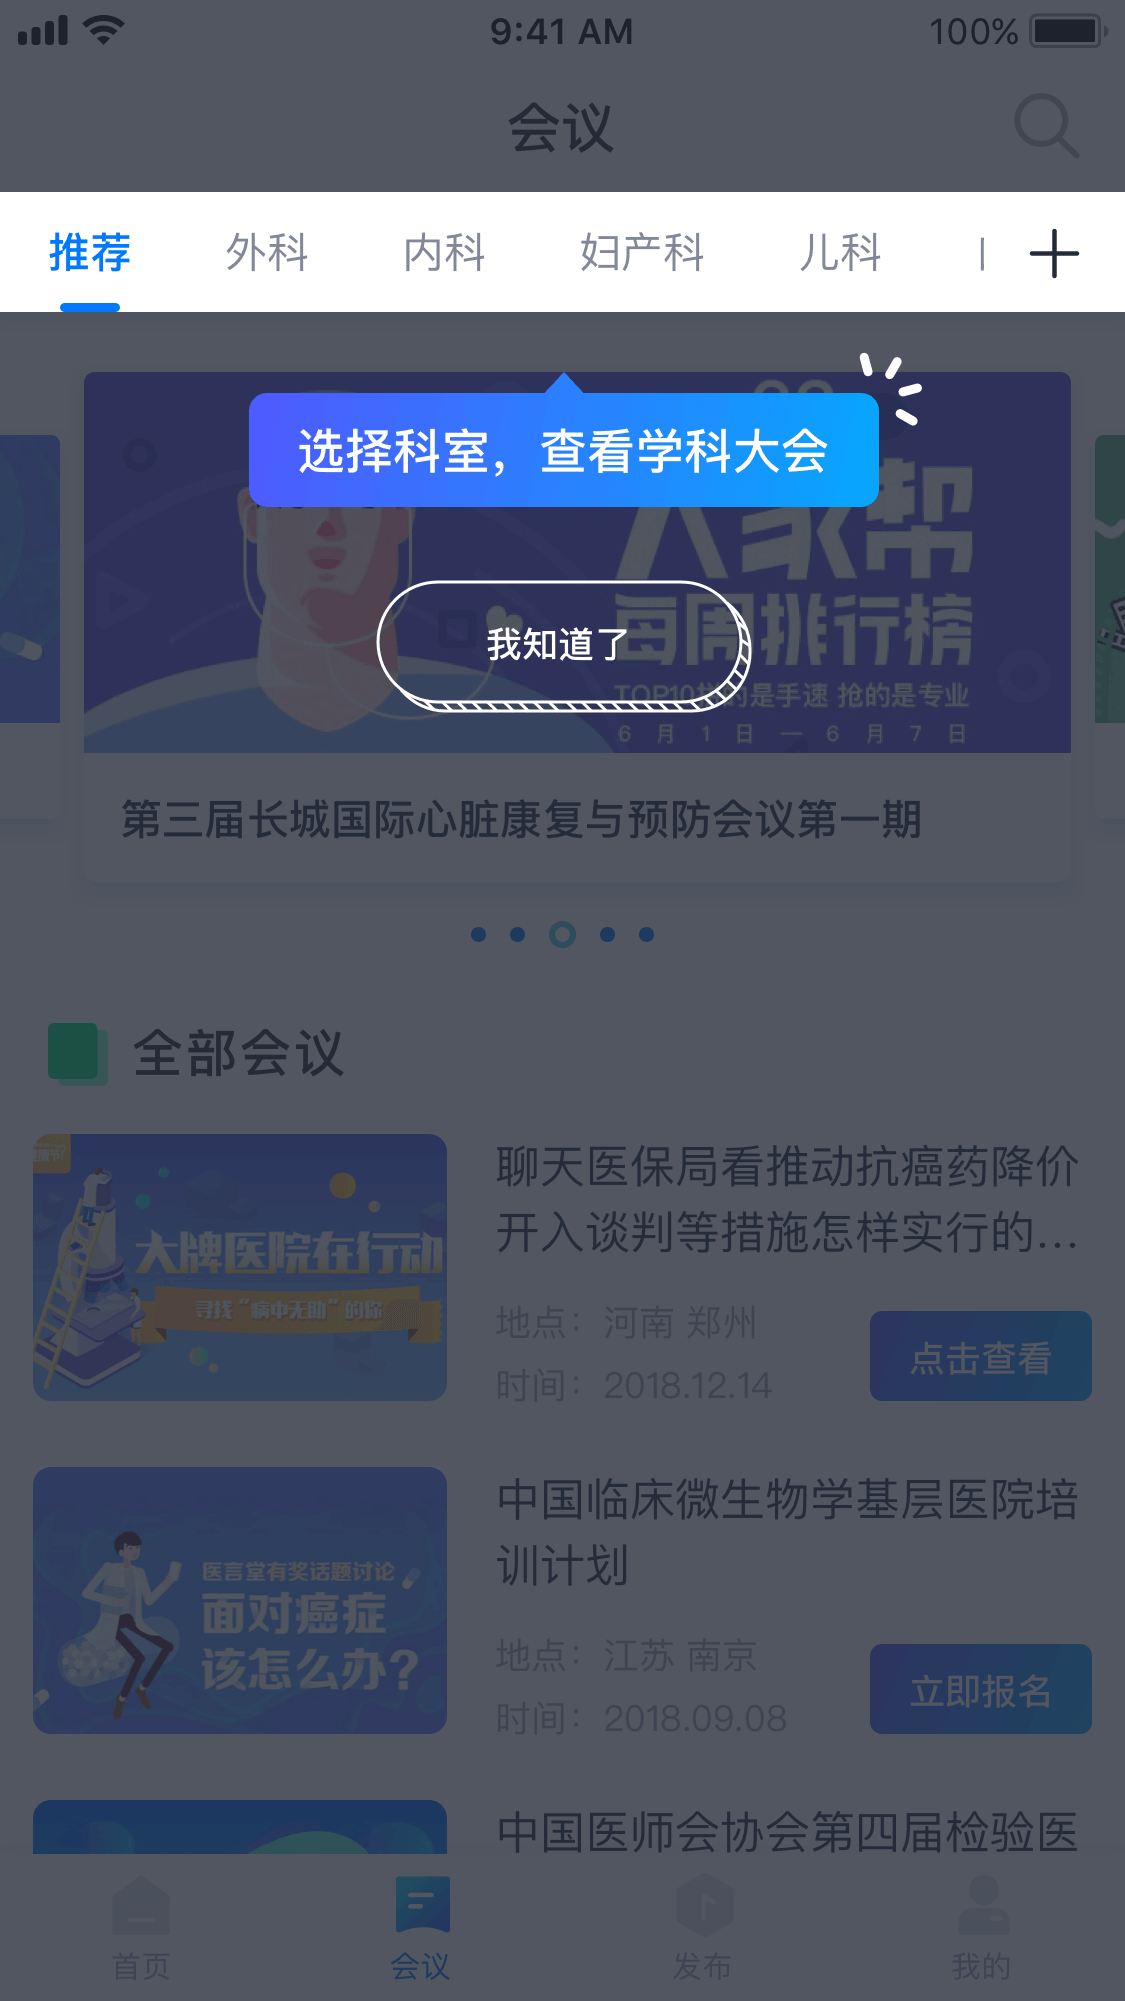 9:41 AM
100%
会议
推荐 外科 内科 妇产科 儿科
选择科室，查看学科大会
大家帮
每周排行榜
我知道了
的是手速 抢的是专业
6月1日—6月7日
第三届长城国际心脏康复与预防会议第一期
全部会议
大牌医院在行动
寻找“病中无助”的你
聊天医保局看推动抗癌药降价
开入谈判等措施怎样实行的...
地点：河南 郑州
时间：2018.12.14
点击查看
医言堂有奖话题讨论
面对癌症
该怎么办?
中国临床微生物学基层医院培
训计划
地点：江苏 南京
时间：2018.09.08
立即报名
中国医师会协会第四届检验医
首页 会议 发布 我的